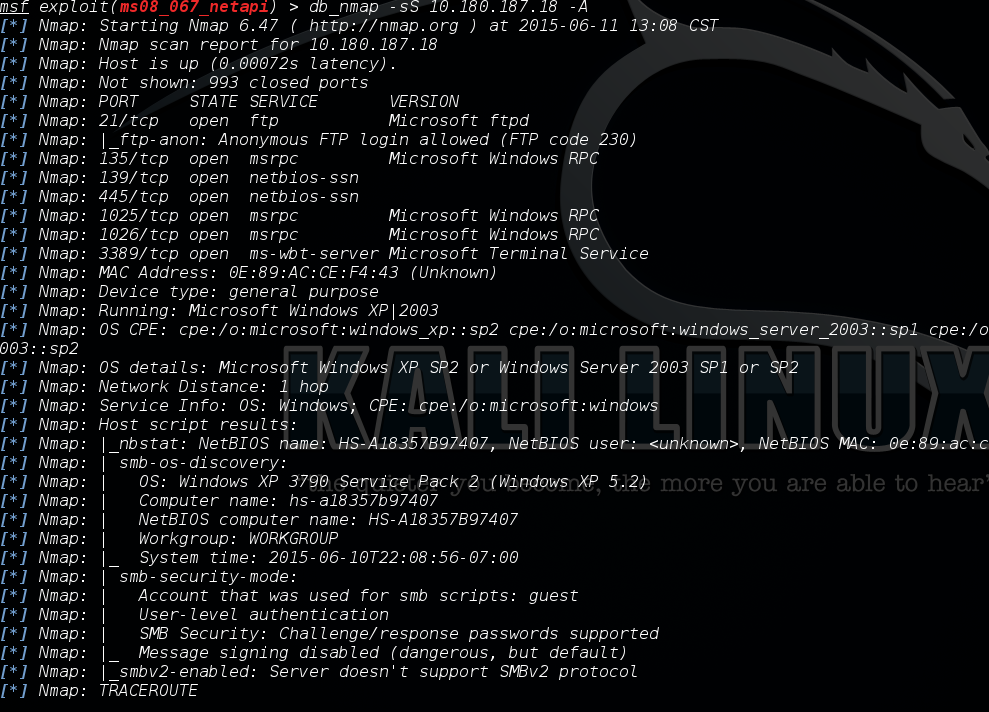 msf exploit(ms08_067_netapi) > db_nmap -sS 10.180.187.18 -A
[*] Nmap: Starting Nmap 6.47 ( http://nmap.org ) at 2015-06-11 13:08 CST
[*] Nmap: Nmap scan report for 10.180.187.18
[*] Nmap: Host is up (0.00072s latency).
[*] Nmap: Not shown: 993 closed ports
[*] Nmap: PORT     STATE SERVICE       VERSION
[*] Nmap: 21/tcp   open  ftp           Microsoft ftpd
[*] Nmap: |_ftp-anon: Anonymous FTP login allowed (FTP code 230)
[*] Nmap: 135/tcp  open  msrpc         Microsoft Windows RPC
[*] Nmap: 139/tcp  open  netbios-ssn
[*] Nmap: 445/tcp  open  netbios-ssn
[*] Nmap: 1025/tcp open  msrpc         Microsoft Windows RPC
[*] Nmap: 1026/tcp open  msrpc         Microsoft Windows RPC
[*] Nmap: 3389/tcp open  ms-wbt-server Microsoft Terminal Service
[*] Nmap: MAC Address: 0E:89:AC:CE:F4:43 (Unknown)
[*] Nmap: Device type: general purpose
[*] Nmap: Running: Microsoft Windows XP|2003
[*] Nmap: OS CPE: cpe:/o:microsoft:windows_xp::sp2 cpe:/o:microsoft:windows_server_2003::sp1 cpe:/o
003::sp2
[*] Nmap: OS details: Microsoft Windows XP SP2 or Windows Server 2003 SP1 or SP2
[*] Nmap: Network Distance: 1 hop
[*] Nmap: Service Info: OS: Windows; CPE: cpe:/o:microsoft:windows
KALI LINUX
[*] Nmap: Host script results:
[*] Nmap: |_nbstat: NetBIOS name: HS-A18357B97407, NetBIOS user: <unknown>, NetBIOS MAC: 0e:89:ac:c
[*] Nmap: | smb-os-discovery:
[*] Nmap: |   OS: Windows XP 3790 Service Pack 2 (Windows XP 5.2)
the quieter you become, the more you are able to hear"
[*] Nmap: |   Computer name: hs-a18357b97407
[*] Nmap: |   NetBIOS computer name: HS-A18357B97407
[*] Nmap: |   Workgroup: WORKGROUP
[*] Nmap: |_  System time: 2015-06-10T22:08:56-07:00
[*] Nmap: | smb-security-mode:
[*] Nmap: |   Account that was used for smb scripts: guest
[*] Nmap: |   User-level authentication
[*] Nmap: |   SMB Security: Challenge/response passwords supported
[*] Nmap: |_  Message signing disabled (dangerous, but default)
[*] Nmap: |_smbv2-enabled: Server doesn't support SMBv2 protocol
[*] Nmap: TRACEROUTE